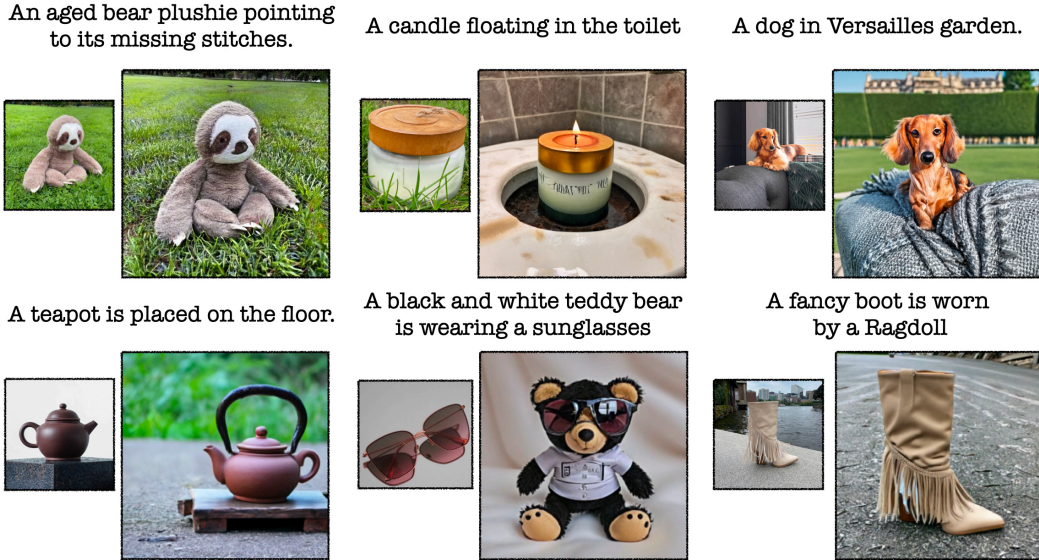 An aged bear plushie pointing
to its missing stitches.
A candle floating in the toilet
A dog in Versailles garden.
A teapot is placed on the floor.
A black and white teddy bear
is wearing a sunglasses
A fancy boot is worn
by a Ragdoll